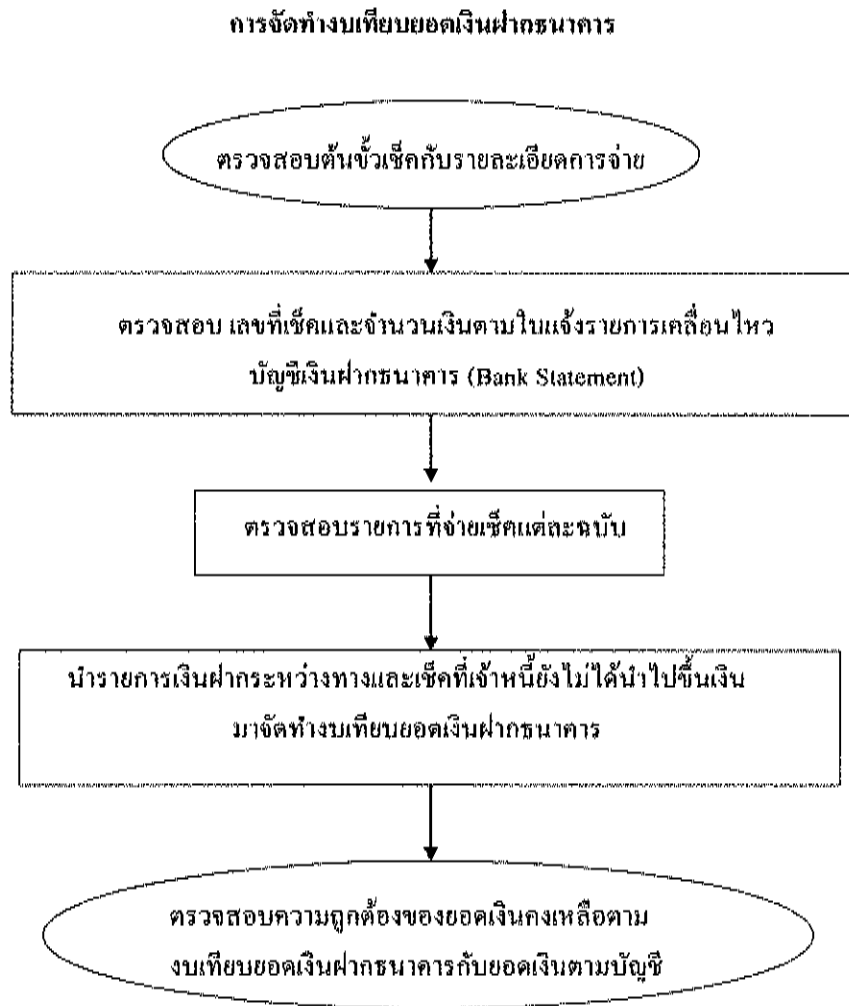 การจัดทำงบเทียบยอดเงินฝากธนาคาร
ตรวจสอบต้นขั้วเช็คกับรายละเอียดการจ่าย
ตรวจสอบ เลขที่เช็คและจำนวนเงินตามใบแจ้งรายการเคลื่อนไหว
บัญชีเงินฝากธนาคาร (Bank Statement)
ตรวจสอบรายการที่จ่ายเช็คแต่ละฉบับ
นำรายการเงินฝากระหว่างทางและเช็คที่เจ้าหนี้ยังไม่ได้นำไปขึ้นเงิน
มาจัดทำงบเทียบยอดเงินฝากธนาคาร
ตรวจสอบความถูกต้องของยอดเงินคงเหลือตาม
งบเทียบยอดเงินฝากธนาคารกับยอดเงินตามบัญชี